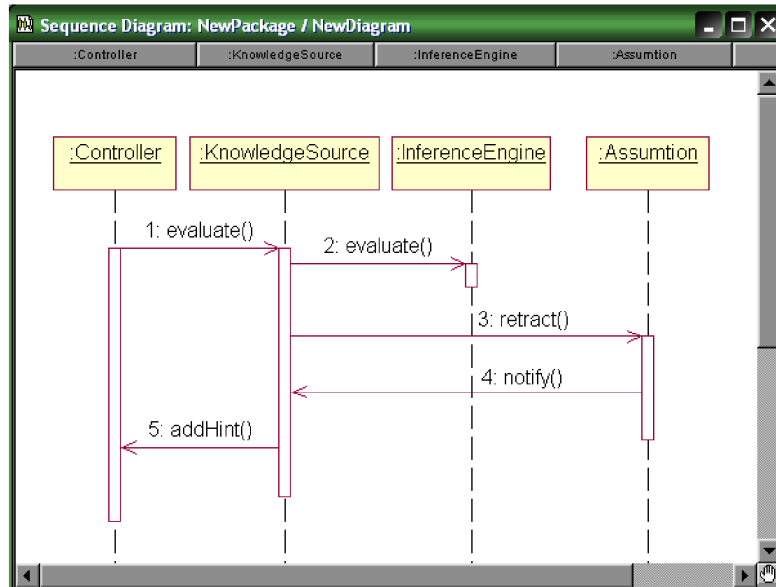 Sequence Diagram: NewPackage / NewDiagram
:Controller :KnowledgeSource :InferenceEngine :Assumtion
:Controller :KnowledgeSource :InferenceEngine :Assumtion
1: evaluate()
2: evaluate()
3: retract()
4: notify()
5: addHint()